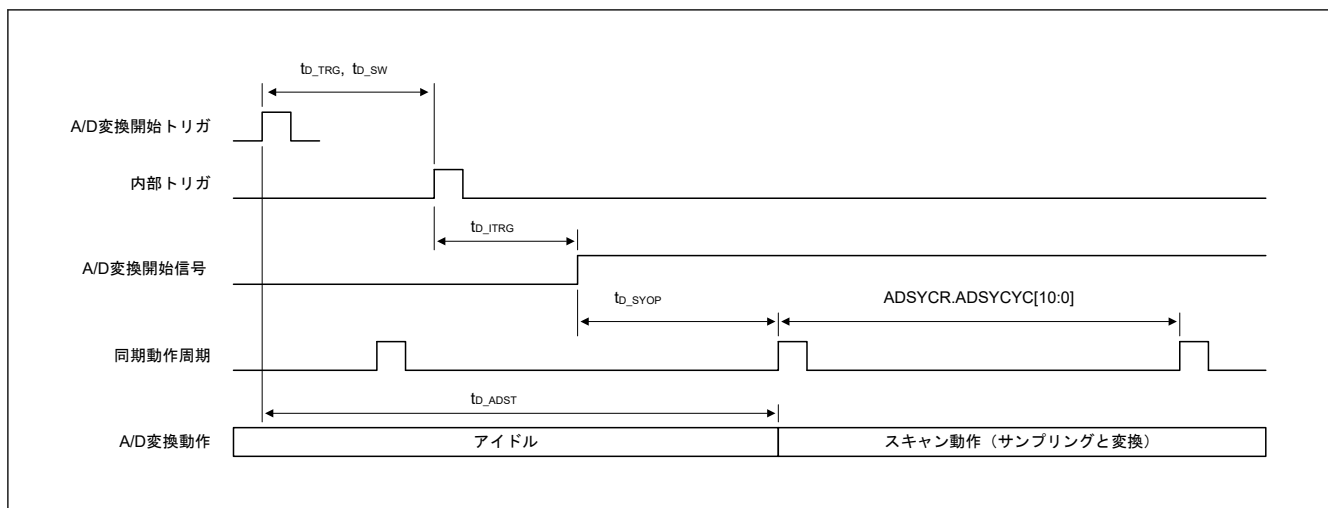 tD_TRG, tD_SW
A/D変換開始トリガ
内部トリガ
tD_ITRG
A/D変換開始信号
tD_SYOP
ADSYCR.ADSYCYC[10:0]
同期動作周期
tD_ADST
A/D変換動作
アイドル
スキャン動作（サンプリングと変換）